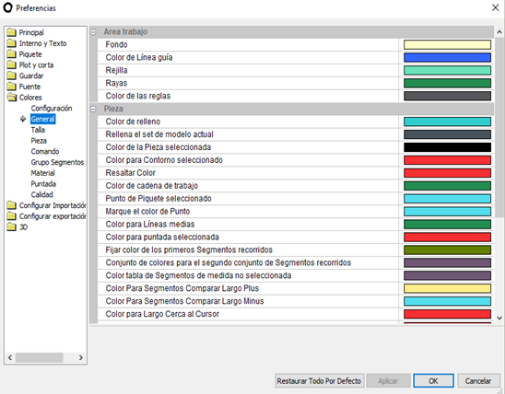 Preferencias
Principal
Interno y Texto
Piquete
Plot y corta
Guardar
Fuente
Colores
Configuración
General
Talla
Pieza
Comando
Grupo Segmentos
Material
Puntada
Calidad
Configurar Importación
Configurar exportación
3D
Area trabajo
Fondo
Color de Línea guía
Rejilla
Rayas
Color de las reglas
Pieza
Color de relleno
Rellena el set de modelo actual
Color de la Pieza seleccionada
Color para Contorno seleccionado
Resaltar Color
Color de cadena de trabajo
Punto de Piquete seleccionado
Marque el color de Punto
Color para Líneas medias
Color para puntada seleccionada
Fijar color de los primeros Segmentos recorridos
Conjunto de colores para el segundo conjunto de Segmentos recorridos
Color tabla de Segmentos de medida no seleccionada
Color Para Segmentos Comparar Largo Plus
Color Para Segmentos Comparar Largo Minus
Color para Largo Cerca al Cursor
Restaurar Todo Por Defecto
Aplicar
OK
Cancelar